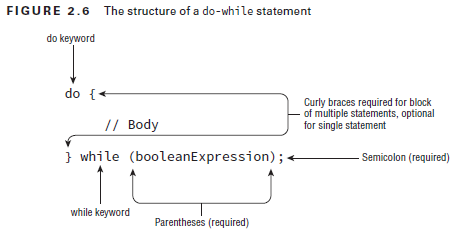 FIGURE 2.6 The structure of a do-while statement
do keyword
do {
Curly braces required for block
of multiple statements, optional
for single statement
// Body
} while (booleanExpression);
Semicolon (required)
while keyword
Parentheses (required)